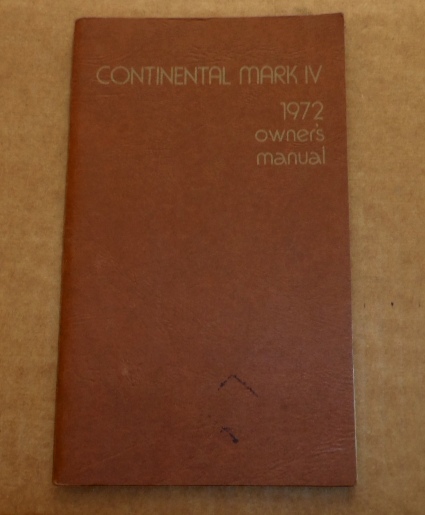 CONTINENTAL MARK IV
1972
owner's
manual